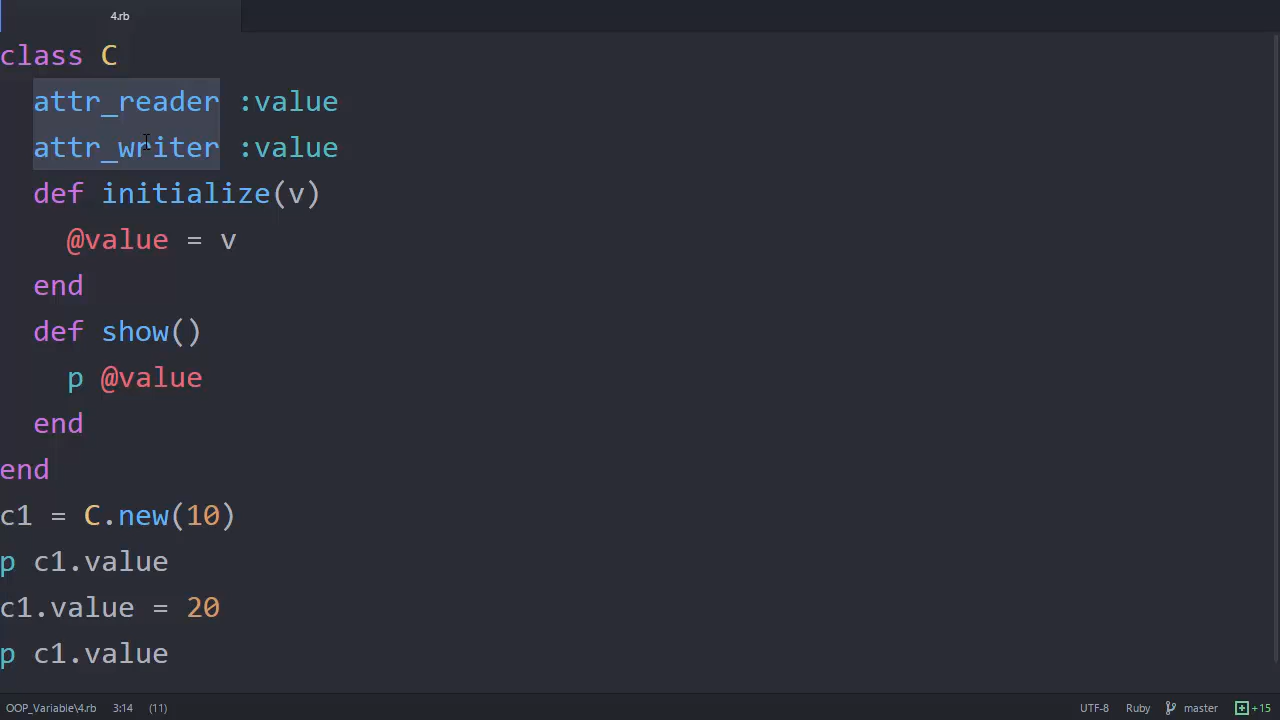 4.rb
class C
  attr_reader :value
  attr_writer :value
  def initialize(v)
    @value = v
  end
  def show()
    p @value
  end
end
c1 = C.new(10)
p c1.value
c1.value = 20
p c1.value
OOP_Variable\4.rb 3:14 (11) UTF-8 Ruby master +15